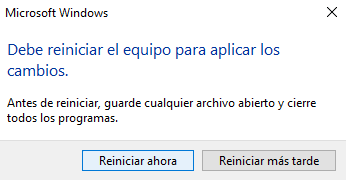 Microsoft Windows
Debe reiniciar el equipo para aplicar los
cambios.
Antes de reiniciar, guarde cualquier archivo abierto y cierre
todos los programas.
Reiniciar ahora
Reiniciar más tarde